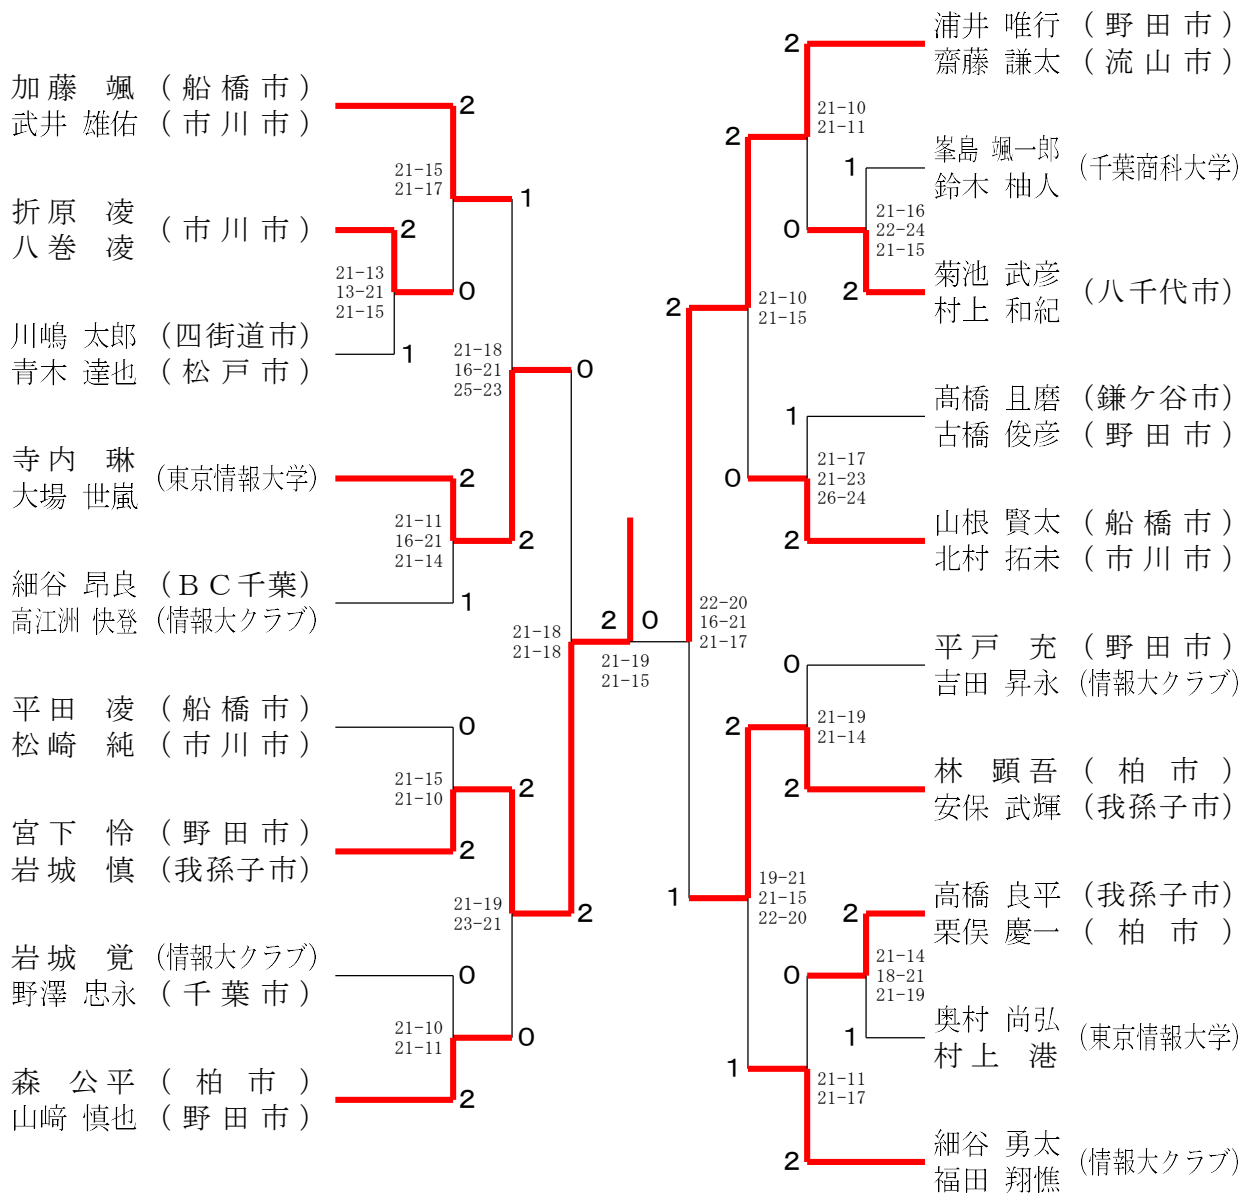 加藤 颯 (船橋市)
武井 雄佑 (市川市)
2
21-15
21-17
1
折原 凌
八巻 凌
(市川市)
2
21-13
13-21
21-15
0
川嶋 太郎 (四街道市)
青木 達也 (松戸市)
1
21-18
16-21
25-23
0
寺内 琳
大場 世嵐
(東京情報大学)
2
21-11
16-21
21-14
2
細谷 昂良 (BC千葉)
高江洲 快登 (情報大クラブ)
1
21-18
21-18
平田 凌 (船橋市)
松崎 純 (市川市)
0
21-15
21-10
2
宮下 怜 (野田市)
岩城 慎 (我孫子市)
2
21-19
23-21
2
岩城 覚 (情報大クラブ)
野澤 忠永 (千葉市)
0
21-10
21-11
0
森 公平 (柏市)
山﨑 慎也 (野田市)
2
2 0
21-19
21-15
浦井 唯行 (野田市)
齋藤 謙太 (流山市)
2
21-10
21-11
2
峯島 颯一郎
鈴木 柚人
(千葉商科大学)
1
21-16
22-24
21-15
0
菊池 武彦
村上 和紀
(八千代市)
2
21-10
21-15
2
髙橋 且磨 (鎌ケ谷市)
古橋 俊彦 (野田市)
1
21-17
21-23
26-24
0
山根 賢太 (船橋市)
北村 拓未 (市川市)
2
22-20
16-21
21-17
平戸 充 (野田市)
吉田 昇永 (情報大クラブ)
0
21-19
21-14
2
林 顕吾 (柏市)
安保 武輝 (我孫子市)
2
19-21
21-15
22-20
1
高橋 良平 (我孫子市)
栗俣 慶一 (柏市)
2
21-14
18-21
21-19
0
奥村 尚弘
村上 港
(東京情報大学)
1
21-11
21-17
1
細谷 勇太
福田 翔憔
(情報大クラブ)
2